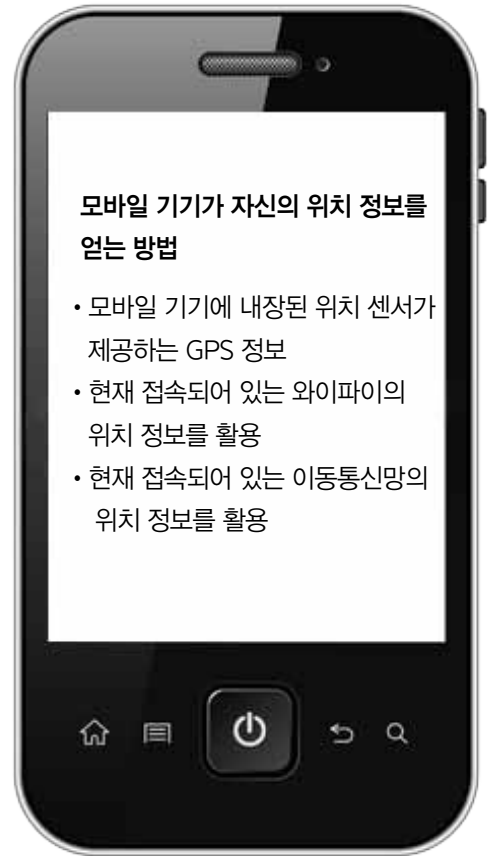 모바일 기기가 자신의 위치 정보를
얻는 방법
• 모바일 기기에 내장된 위치 센서가
제공하는 GPS 정보
• 현재 접속되어 있는 와이파이의
위치 정보를 활용
• 현재 접속되어 있는 이동통신망의
위치 정보를 활용